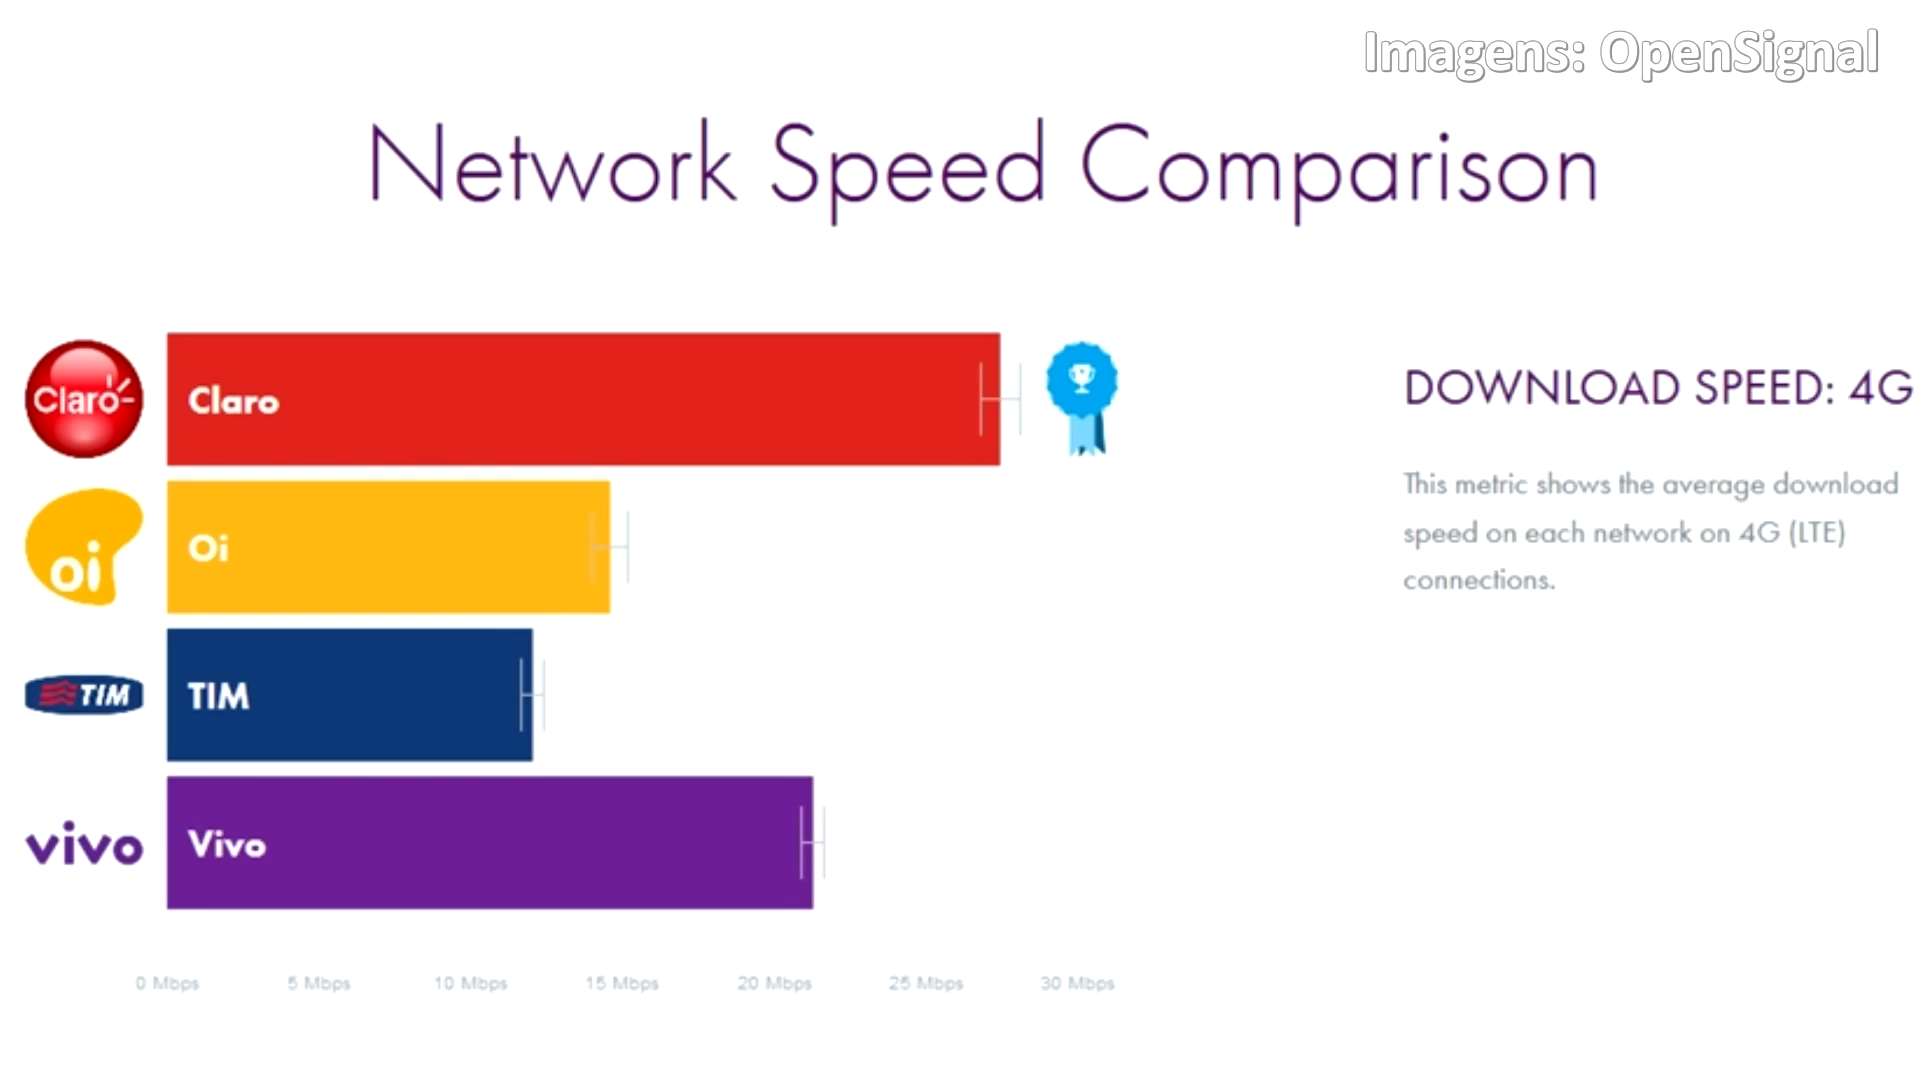 Imagens: OpenSignal
Network Speed Comparison
Claro
Claro
oi
Oi
TIM
TIM
vivo
Vivo
0 Mbps 5 Mbps 10 Mbps 15 Mbps 20 Mbps 25 Mbps 30 Mbps
DOWNLOAD SPEED: 4G
This metric shows the average download
speed on each network on 4G (LTE)
connections.